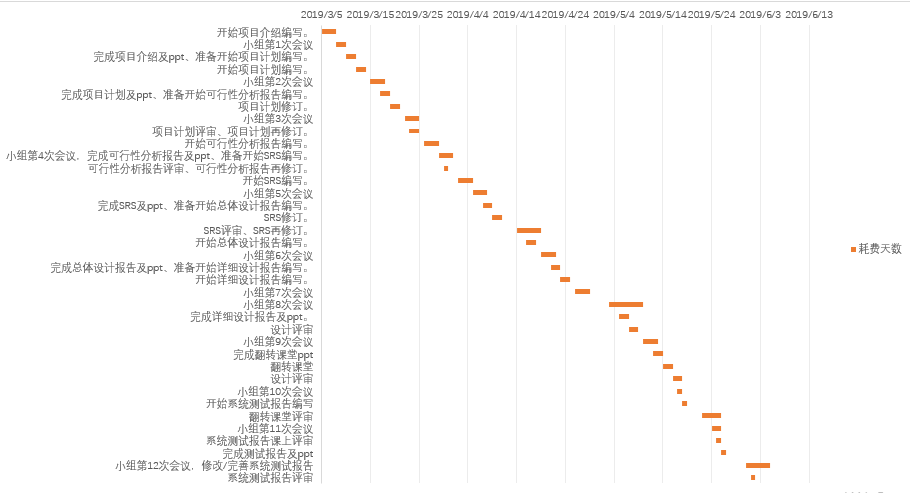 2019/3/5 2019/3/15 2019/3/25 2019/4/4 2019/4/14 2019/4/24 2019/5/4 2019/5/14 2019/5/24 2019/6/3 2019/6/13
开始项目介绍编写。
小组第1次会议
完成项目介绍及ppt、准备开始项目计划编写。
开始项目计划编写。
小组第2次会议
完成项目计划及ppt、准备开始可行性分析报告编写。
项目计划修订。
小组第3次会议
项目计划评审、项目计划再修订。
开始可行性分析报告编写。
小组第4次会议，完成可行性分析报告及ppt、准备开始SRS编写。
可行性分析报告评审、可行性分析报告再修订。
开始SRS编写。
小组第5次会议
完成SRS及ppt、准备开始总体设计报告编写。
SRS修订。
SRS评审、SRS再修订。
开始总体设计报告编写。
小组第6次会议
耗费天数
完成总体设计报告及ppt、准备开始详细设计报告编写。
开始详细设计报告编写。
小组第7次会议
小组第8次会议
完成详细设计报告及ppt。
设计评审
小组第9次会议
完成翻转课堂ppt
翻转课堂
设计评审
小组第10次会议
开始系统测试报告编写
翻转课堂评审
小组第11次会议
系统测试报告课上评审
完成测试报告及ppt
小组第12次会议，修改/完善系统测试报告
系统测试报告评审